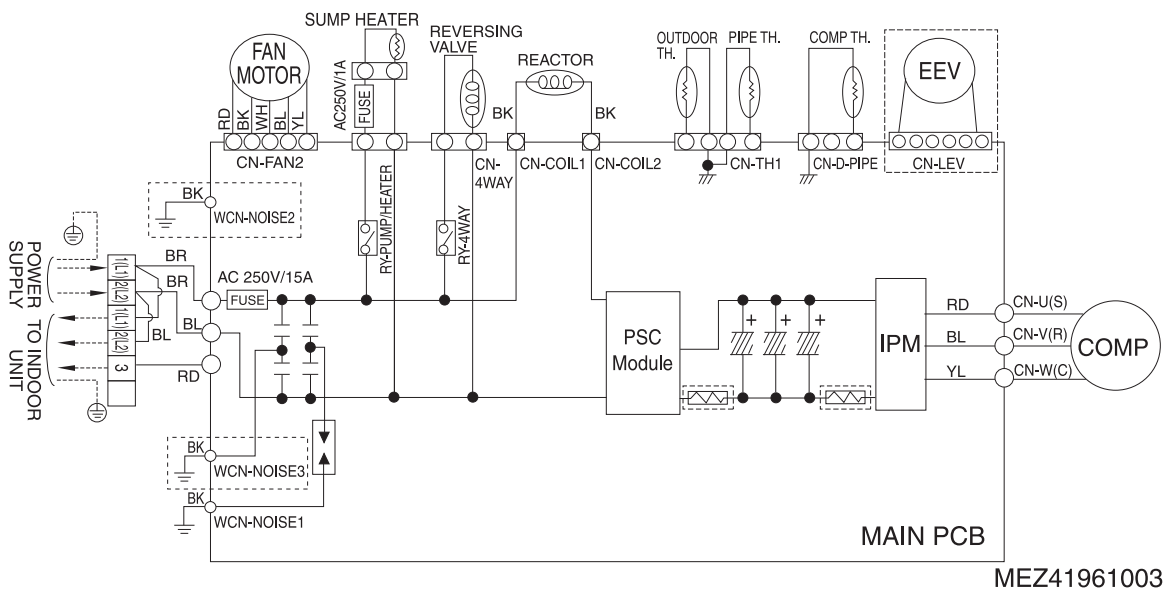 SUMP HEATER
REVERSING
VALVE
FAN
MOTOR
REACTOR
OUTDOOR
TH.
PIPE TH.
COMP TH.
EEV
AC250V/1A
FUSE
RD
BK
WH
BL
YL
BK
BK
CN-FAN2
CN-
4WAY
CN-COIL1
CN-COIL2
CN-TH1
CN-D-PIPE
CN-LEV
BK
WCN-NOISE2
RY-PUMP/HEATER
RY-4WAY
POWER
SUPPLY
TO INDOOR
UNIT
1(L1)
2(L2)
1(L1)
2(L2)
3
BR
BR
BL
BL
RD
AC 250V/15A
FUSE
PSC
Module
+
+
+
IPM
RD
BL
YL
CN-U(S)
CN-V(R)
CN-W(C)
COMP
BK
WCN-NOISE3
BK
WCN-NOISE1
MAIN PCB
MEZ41961003